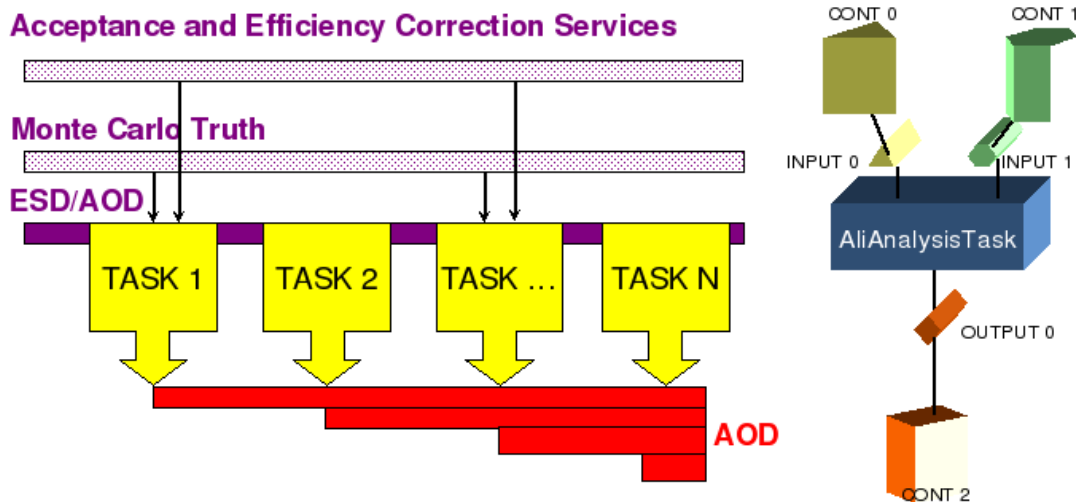 Acceptance and Efficiency Correction Services
Monte Carlo Truth
ESD/AOD
TASK 1
TASK 2
TASK ...
TASK N
AOD
CONT 0
CONT 1
INPUT 0
INPUT 1
AliAnalysisTask
OUTPUT 0
CONT 2